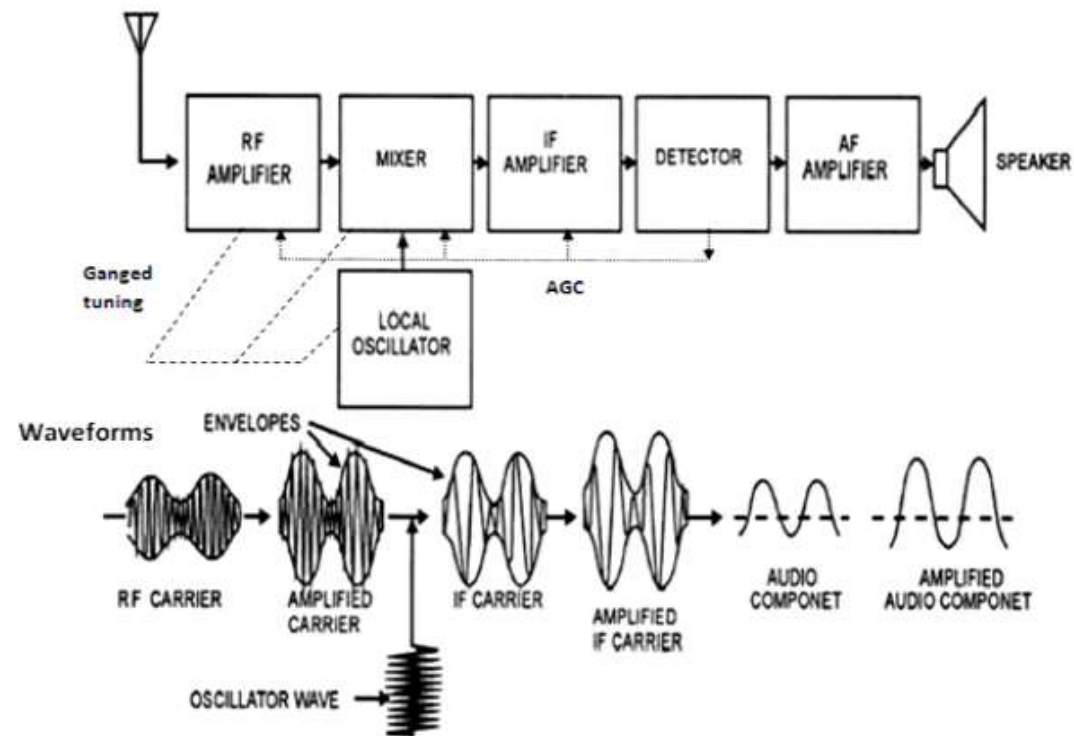 RF
AMPLIFIER
MIXER
IF
AMPLIFIER
DETECTOR
AF
AMPLIFIER
SPEAKER
Ganged
tuning
AGC
LOCAL
OSCILLATOR
Waveforms
ENVELOPES
RF CARRIER
AMPLIFIED
CARRIER
IF CARRIER
AMPLIFIED
IF CARRIER
AUDIO
COMPONET
AMPLIFIED
AUDIO COMPONET
OSCILLATOR WAVE